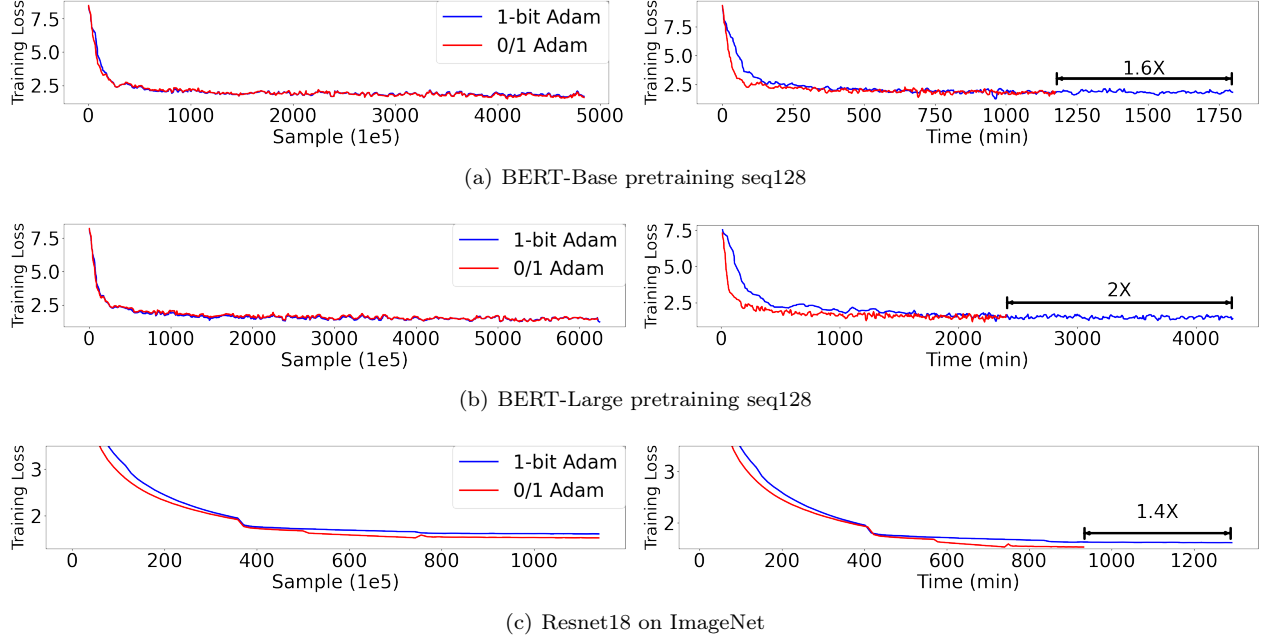 Training Loss
7.5
5.0
2.5
1-bit Adam
0/1 Adam
0 1000 2000 3000 4000 5000
Sample (1e5)
Training Loss
7.5
5.0
2.5
1.6X
0 250 500 750 1000 1250 1500 1750
Time (min)
(a) BERT-Base pretraining seq128
Training Loss
7.5
5.0
2.5
1-bit Adam
0/1 Adam
0 1000 2000 3000 4000 5000 6000
Sample (1e5)
Training Loss
7.5
5.0
2.5
2X
0 1000 2000 3000 4000
Time (min)
(b) BERT-Large pretraining seq128
Training Loss
3
2
1-bit Adam
0/1 Adam
0 200 400 600 800 1000
Sample (1e5)
Training Loss
3
2
1.4X
0 200 400 600 800 1000 1200
Time (min)
(c) Resnet18 on ImageNet